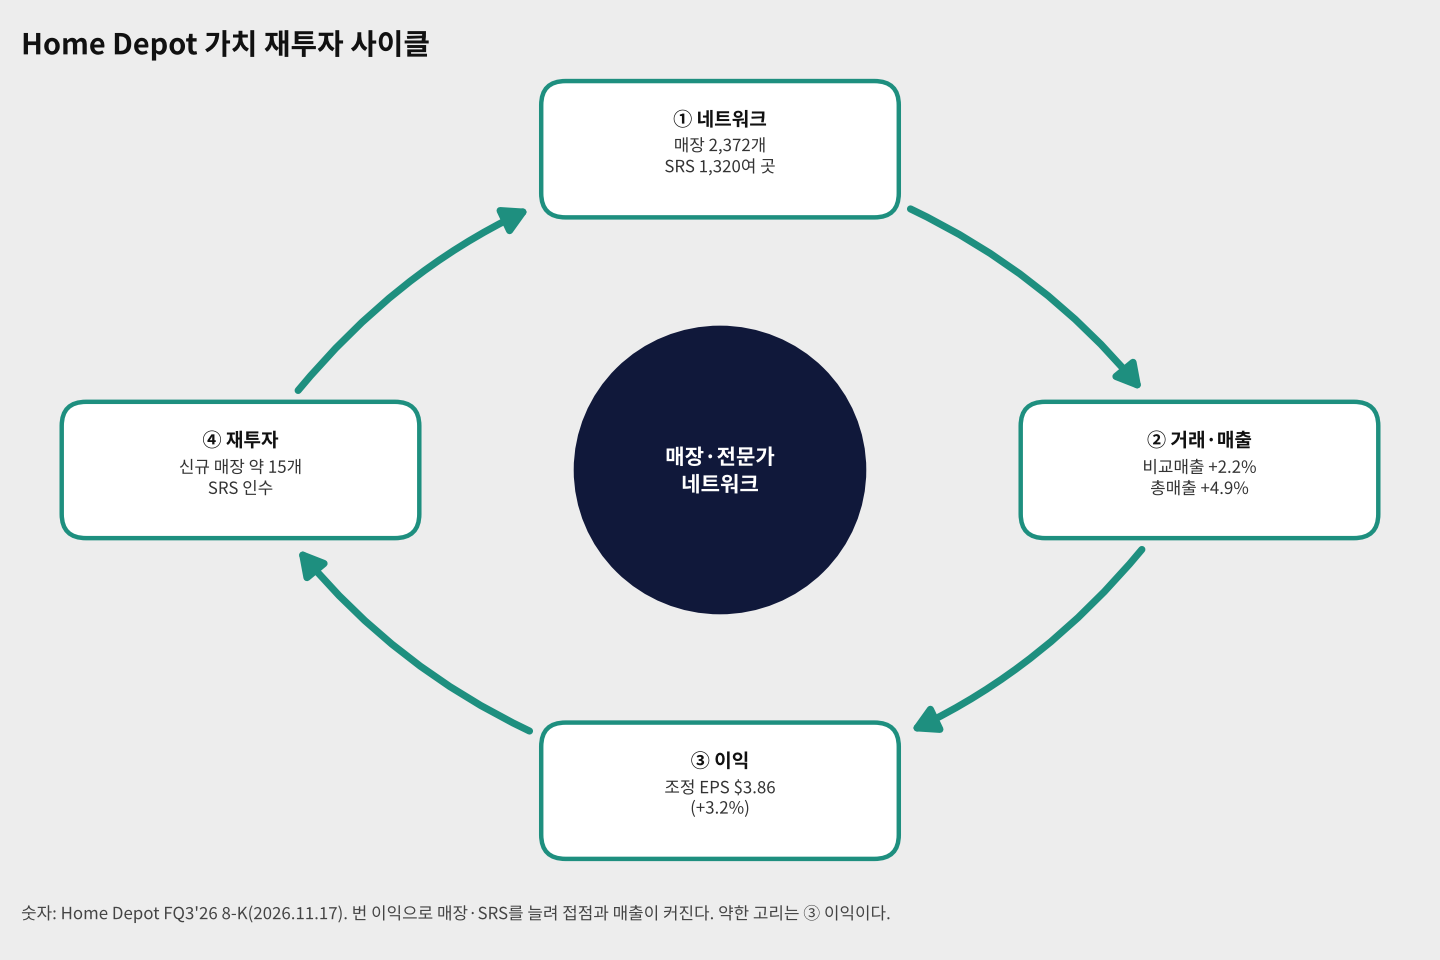 Home Depot 가치 재투자 사이클
① 네트워크
매장 2,372개
SRS 1,320여 곳
② 거래·매출
비교매출 +2.2%
총매출 +4.9%
매장·전문가
네트워크
④ 재투자
신규 매장 약 15개
SRS 인수
③ 이익
조정 EPS $3.86
(+3.2%)
숫자: Home Depot FQ3'26 8-K(2026.11.17). 번 이익으로 매장·SRS를 늘려 접점과 매출이 커진다. 약한 고리는 ③ 이익이다.